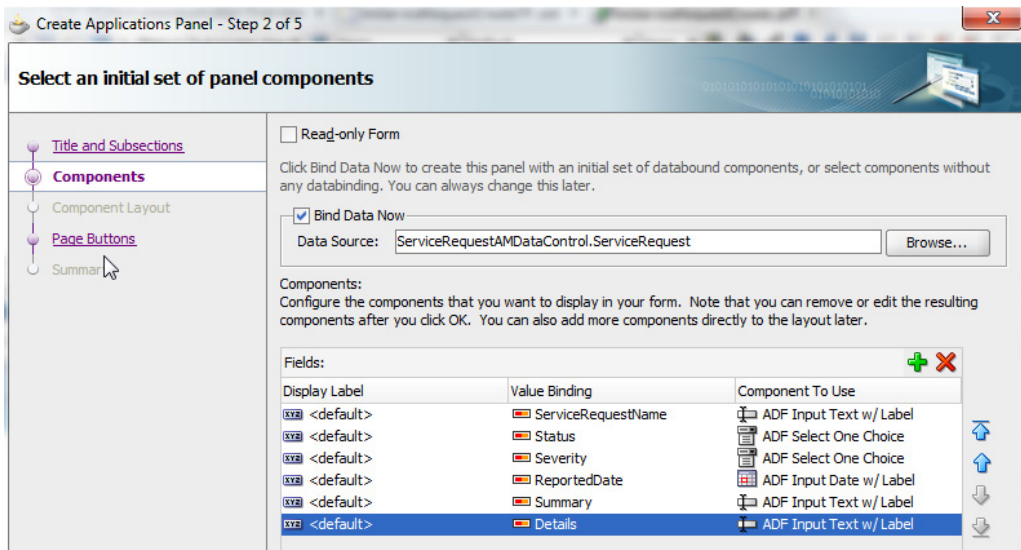 Create Applications Panel - Step 2 of 5
x
Select an initial set of panel components
Title and Subsections
Components
Component Layout
Page Buttons
Summar
Read-only Form
Click Bind Data Now to create this panel with an initial set of databound components, or select components without
any databinding. You can always change this later.
Bind Data Now
Data Source: ServiceRequestAMDataControl.ServiceRequest Browse...
Components:
Configure the components that you want to display in your form. Note that you can remove or edit the resulting
components after you click OK. You can also add more components directly to the layout later.
Fields:
Display Label Value Binding Component To Use
XYZ <default> ServiceRequestName ADF Input Text w/ Label
XYZ <default> Status ADF Select One Choice
XYZ <default> Severity ADF Select One Choice
XYZ <default> ReportedDate ADF Input Date w/ Label
XYZ <default> Summary ADF Input Text w/ Label
XYZ <default> Details ADF Input Text w/ Label